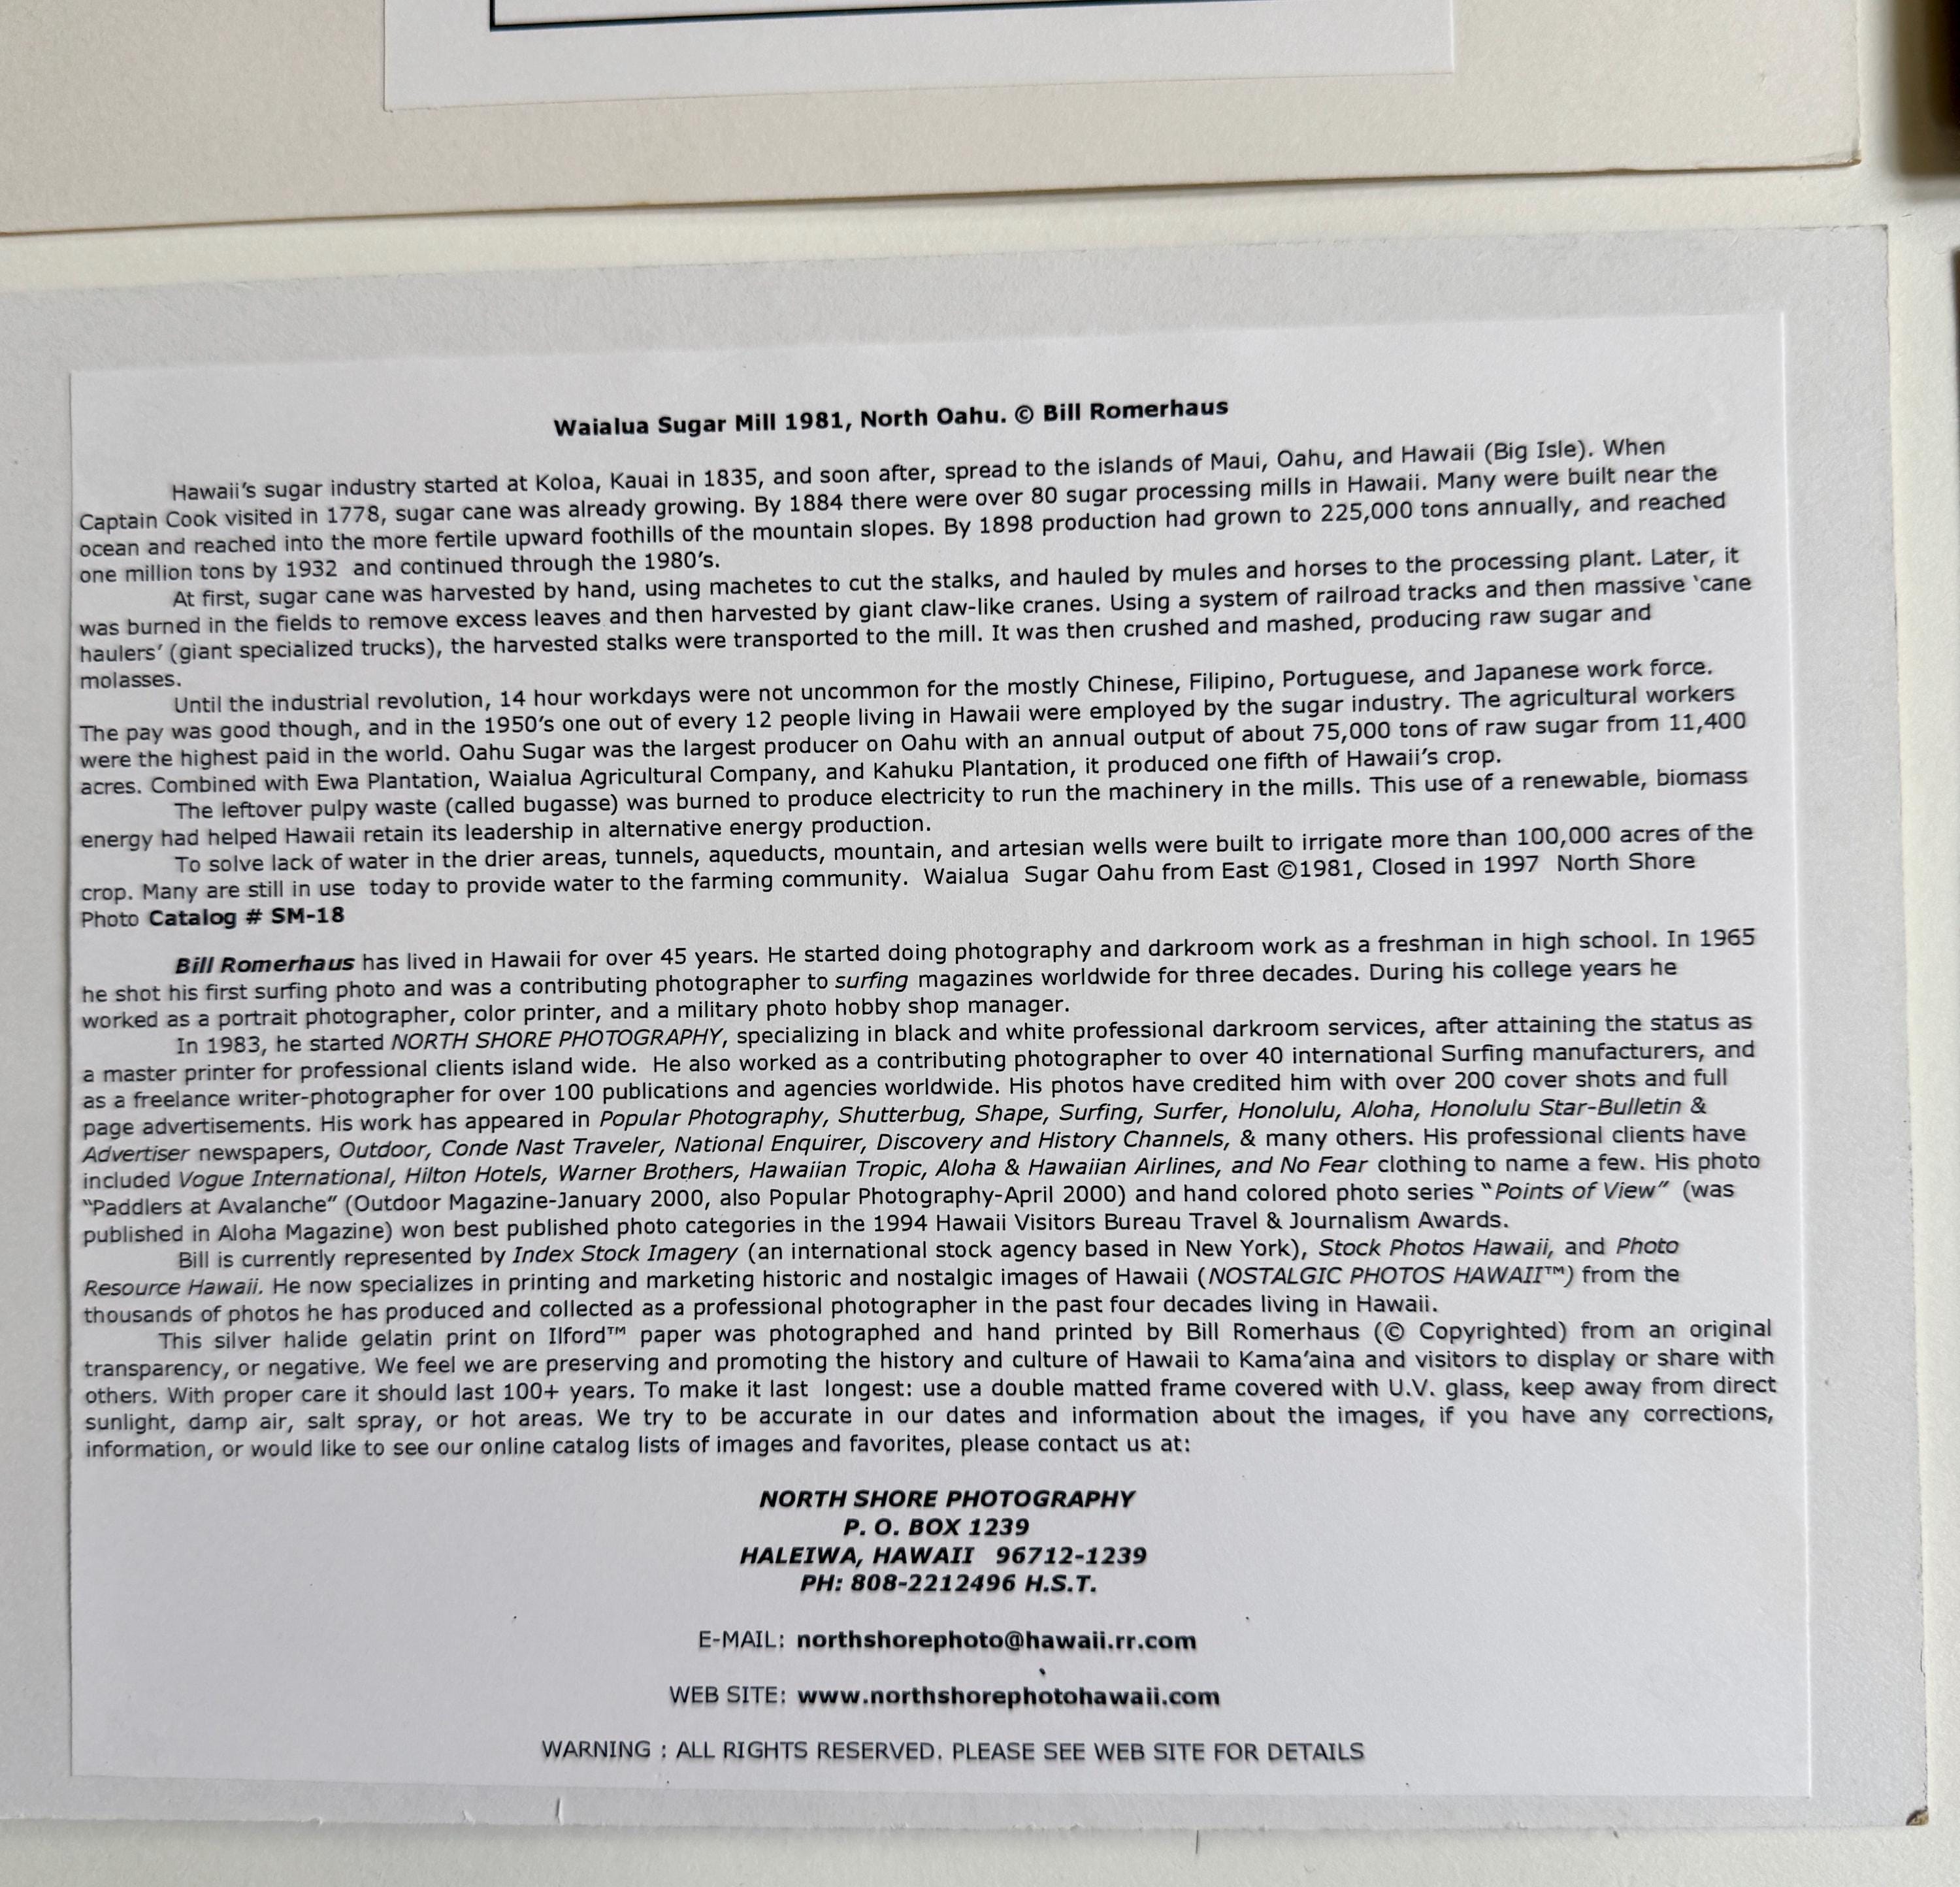 Waialua Sugar Mill 1981, North Oahu. © Bill Romerhaus
Hawaii’s sugar industry started at Koloa, Kauai in 1835, and soon after, spread to the islands of Maui, Oahu, and Hawaii (Big Isle). When
Captain Cook visited in 1778, sugar cane was already growing. By 1884 there were over 80 sugar processing mills in Hawaii. Many were built near the
ocean and reached into the more fertile upward foothills of the mountain slopes. By 1898 production had grown to 225,000 tons annually, and reached
one million tons by 1932 and continued through the 1980’s.
At first, sugar cane was harvested by hand, using machetes to cut the stalks, and hauled by mules and horses to the processing plant. Later, it
was burned in the fields to remove excess leaves and then harvested by giant claw-like cranes. Using a system of railroad tracks and then massive ‘cane
haulers’ (giant specialized trucks), the harvested stalks were transported to the mill. It was then crushed and mashed, producing raw sugar and
molasses.
Until the industrial revolution, 14 hour workdays were not uncommon for the mostly Chinese, Filipino, Portuguese, and Japanese work force.
The pay was good though, and in the 1950’s one out of every 12 people living in Hawaii were employed by the sugar industry. The agricultural workers
were the highest paid in the world. Oahu Sugar was the largest producer on Oahu with an annual output of about 75,000 tons of raw sugar from 11,400
acres. Combined with Ewa Plantation, Waialua Agricultural Company, and Kahuku Plantation, it produced one fifth of Hawaii’s crop.
The leftover pulpy waste (called bugasse) was burned to produce electricity to run the machinery in the mills. This use of a renewable, biomass
energy had helped Hawaii retain its leadership in alternative energy production.
To solve lack of water in the drier areas, tunnels, aqueducts, mountain, and artesian wells were built to irrigate more than 100,000 acres of the
crop. Many are still in use today to provide water to the farming community. Waialua Sugar Oahu from East ©1981, Closed in 1997 North Shore
Photo Catalog # SM-18
Bill Romerhaus has lived in Hawaii for over 45 years. He started doing photography and darkroom work as a freshman in high school. In 1965
he shot his first surfing photo and was a contributing photographer to surfing magazines worldwide for three decades. During his college years he
worked as a portrait photographer, color printer, and a military photo hobby shop manager.
In 1983, he started NORTH SHORE PHOTOGRAPHY, specializing in black and white professional darkroom services, after attaining the status as
a master printer for professional clients island wide. He also worked as a contributing photographer to over 40 international Surfing manufacturers, and
as a freelance writer-photographer for over 100 publications and agencies worldwide. His photos have credited him with over 200 cover shots and full
page advertisements. His work has appeared in Popular Photography, Shutterbug, Shape, Surfing, Surfer, Honolulu, Aloha, Honolulu Star-Bulletin &
Advertiser newspapers, Outdoor, Conde Nast Traveler, National Enquirer, Discovery and History Channels, & many others. His professional clients have
included Vogue International, Hilton Hotels, Warner Brothers, Hawaiian Tropic, Aloha & Hawaiian Airlines, and No Fear clothing to name a few. His photo
“Paddlers at Avalanche” (Outdoor Magazine-January 2000, also Popular Photography-April 2000) and hand colored photo series “Points of View” (was
published in Aloha Magazine) won best published photo categories in the 1994 Hawaii Visitors Bureau Travel & Journalism Awards.
Bill is currently represented by Index Stock Imagery (an international stock agency based in New York), Stock Photos Hawaii, and Photo
Resource Hawaii. He now specializes in printing and marketing historic and nostalgic images of Hawaii (NOSTALGIC PHOTOS HAWAII™) from the
thousands of photos he has produced and collected as a professional photographer in the past four decades living in Hawaii.
This silver halide gelatin print on Ilford™ paper was photographed and hand printed by Bill Romerhaus (© Copyrighted) from an original
transparency, or negative. We feel we are preserving and promoting the history and culture of Hawaii to Kama’aina and visitors to display or share with
others. With proper care it should last 100+ years. To make it last longest: use a double matted frame covered with U.V. glass, keep away from direct
sunlight, damp air, salt spray, or hot areas. We try to be accurate in our dates and information about the images, if you have any corrections,
information, or would like to see our online catalog lists of images and favorites, please contact us at:
NORTH SHORE PHOTOGRAPHY
P. O. BOX 1239
HALEIWA, HAWAII 96712-1239
PH: 808-2212496 H.S.T.
E-MAIL: northshorephoto@hawaii.rr.com
WEB SITE: www.northshorephotohawaii.com
WARNING : ALL RIGHTS RESERVED. PLEASE SEE WEB SITE FOR DETAILS